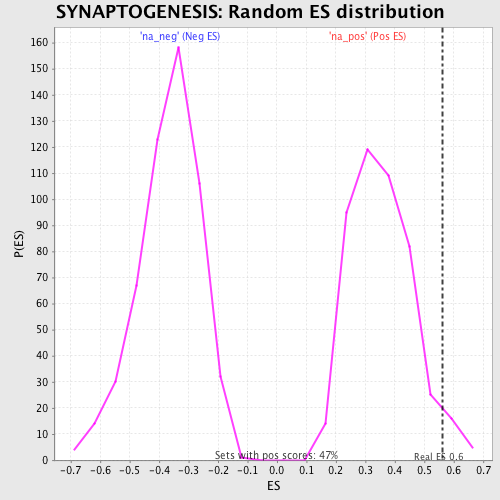 SYNAPTOGENESIS: Random ES distribution
'na_neg' (Neg ES)
'na_pos' (Pos ES)
160
150
140
130
120
110
100
90
80
70
60
50
40
30
20
10
0
P(ES)
Sets with pos scores: 47%
Real ES 0.6
-0.7 -0.6 -0.5 -0.4 -0.3 -0.2 -0.1 0.0 0.1 0.2 0.3 0.4 0.5 0.6 0.7
ES